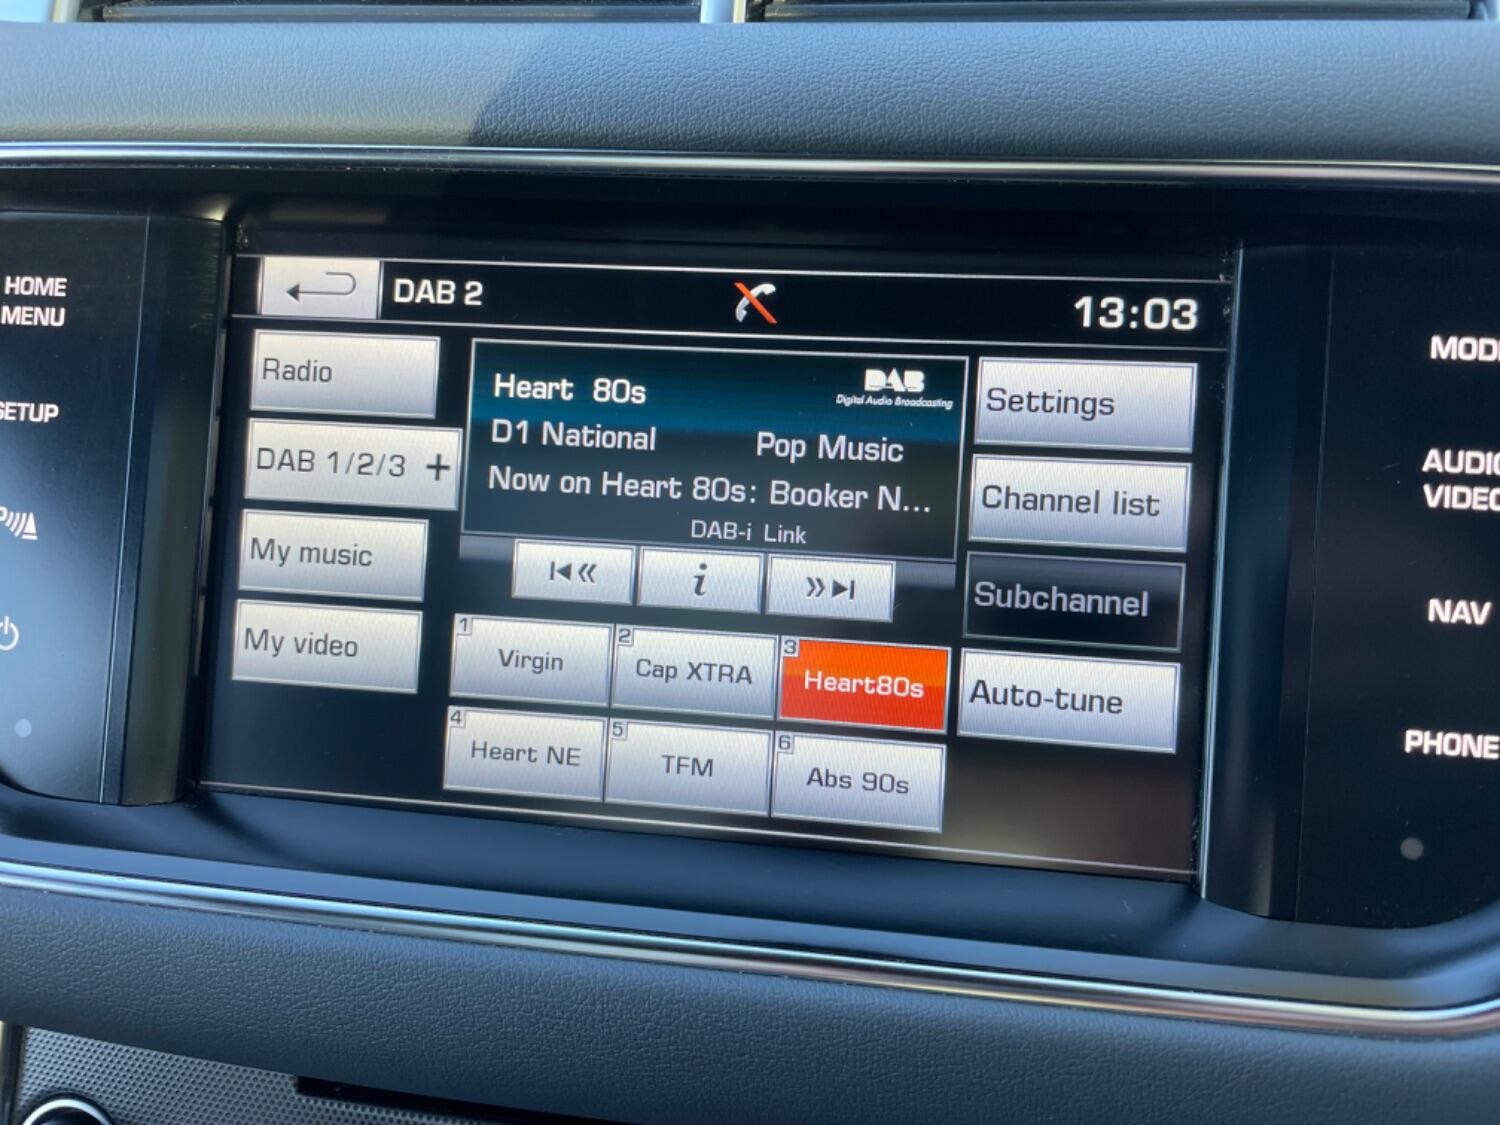 HOME
MENU
SETUP
DAB 2
13:03
Radio
DAB 1/2/3 +
My music
My video
Heart 80s
DAB
Digital Audio Broadcasting
D1 National
Pop Music
Now on Heart 80s: Booker N...
DAB-i Link
i
1
Virgin
2
Cap XTRA
3
Heart80s
4
Heart NE
5
TFM
6
Abs 90s
Settings
Channel list
Subchannel
Auto-tune
MODE
AUDIO
VIDEO
NAV
PHONE